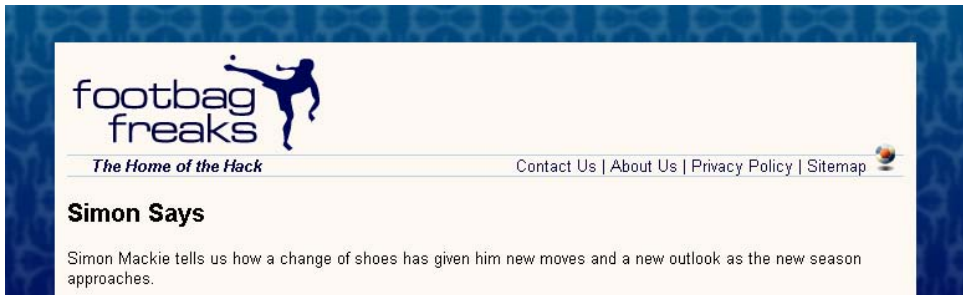 footbag
freaks
The Home of the Hack
Contact Us | About Us | Privacy Policy | Sitemap
Simon Says
Simon Mackie tells us how a change of shoes has given him new moves and a new outlook as the new season
approaches.